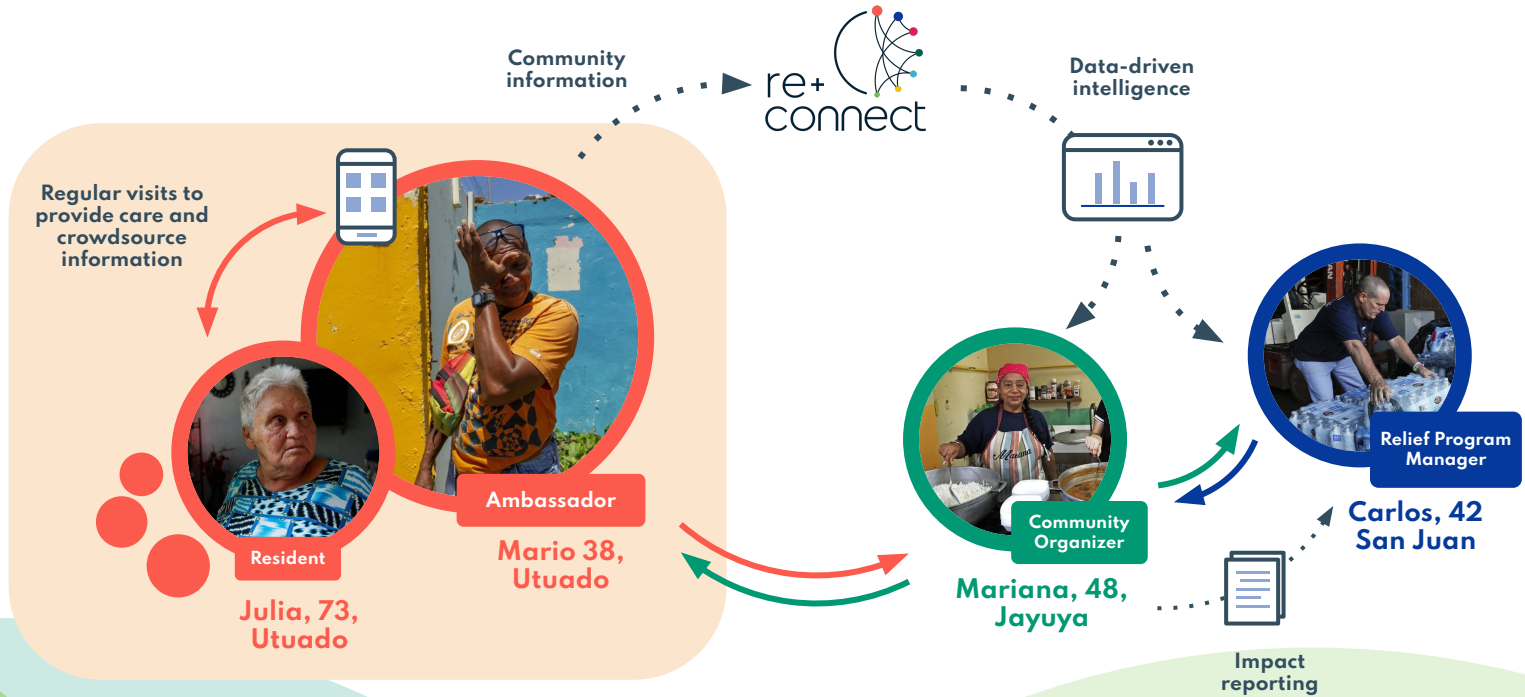 Community
information
re+
connect
Data-driven
intelligence
Regular visits to
provide care and
crowdsource
information
Ambassador
Mario 38,
Utuado
Resident
Julia, 73,
Utuado
Mariana
Community
Organizer
Mariana, 48,
Jayuya
Relief Program
Manager
Carlos, 42
San Juan
Impact
reporting